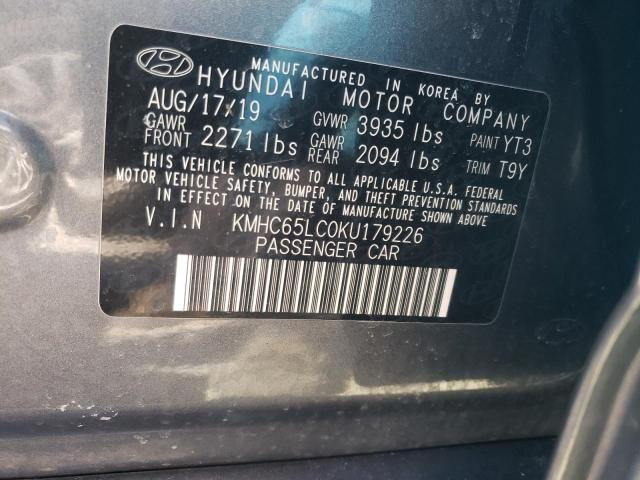 MANUFACTURED IN KOREA BY
HYUNDAI MOTOR COMPANY
AUG/17/19 GVWR 3935 lbs PAINT YT3
GAWR FRONT 2271 lbs GAWR REAR 2094 lbs TRIM T9Y
THIS VEHICLE CONFORMS TO ALL APPLICABLE U.S.A. FEDERAL
MOTOR VEHICLE SAFETY, BUMPER, AND THEFT PREVENTION STANDARDS
IN EFFECT ON THE DATE OF MANUFACTURE SHOWN ABOVE
V.I.N KMHC65LC0KU179226
PASSENGER CAR